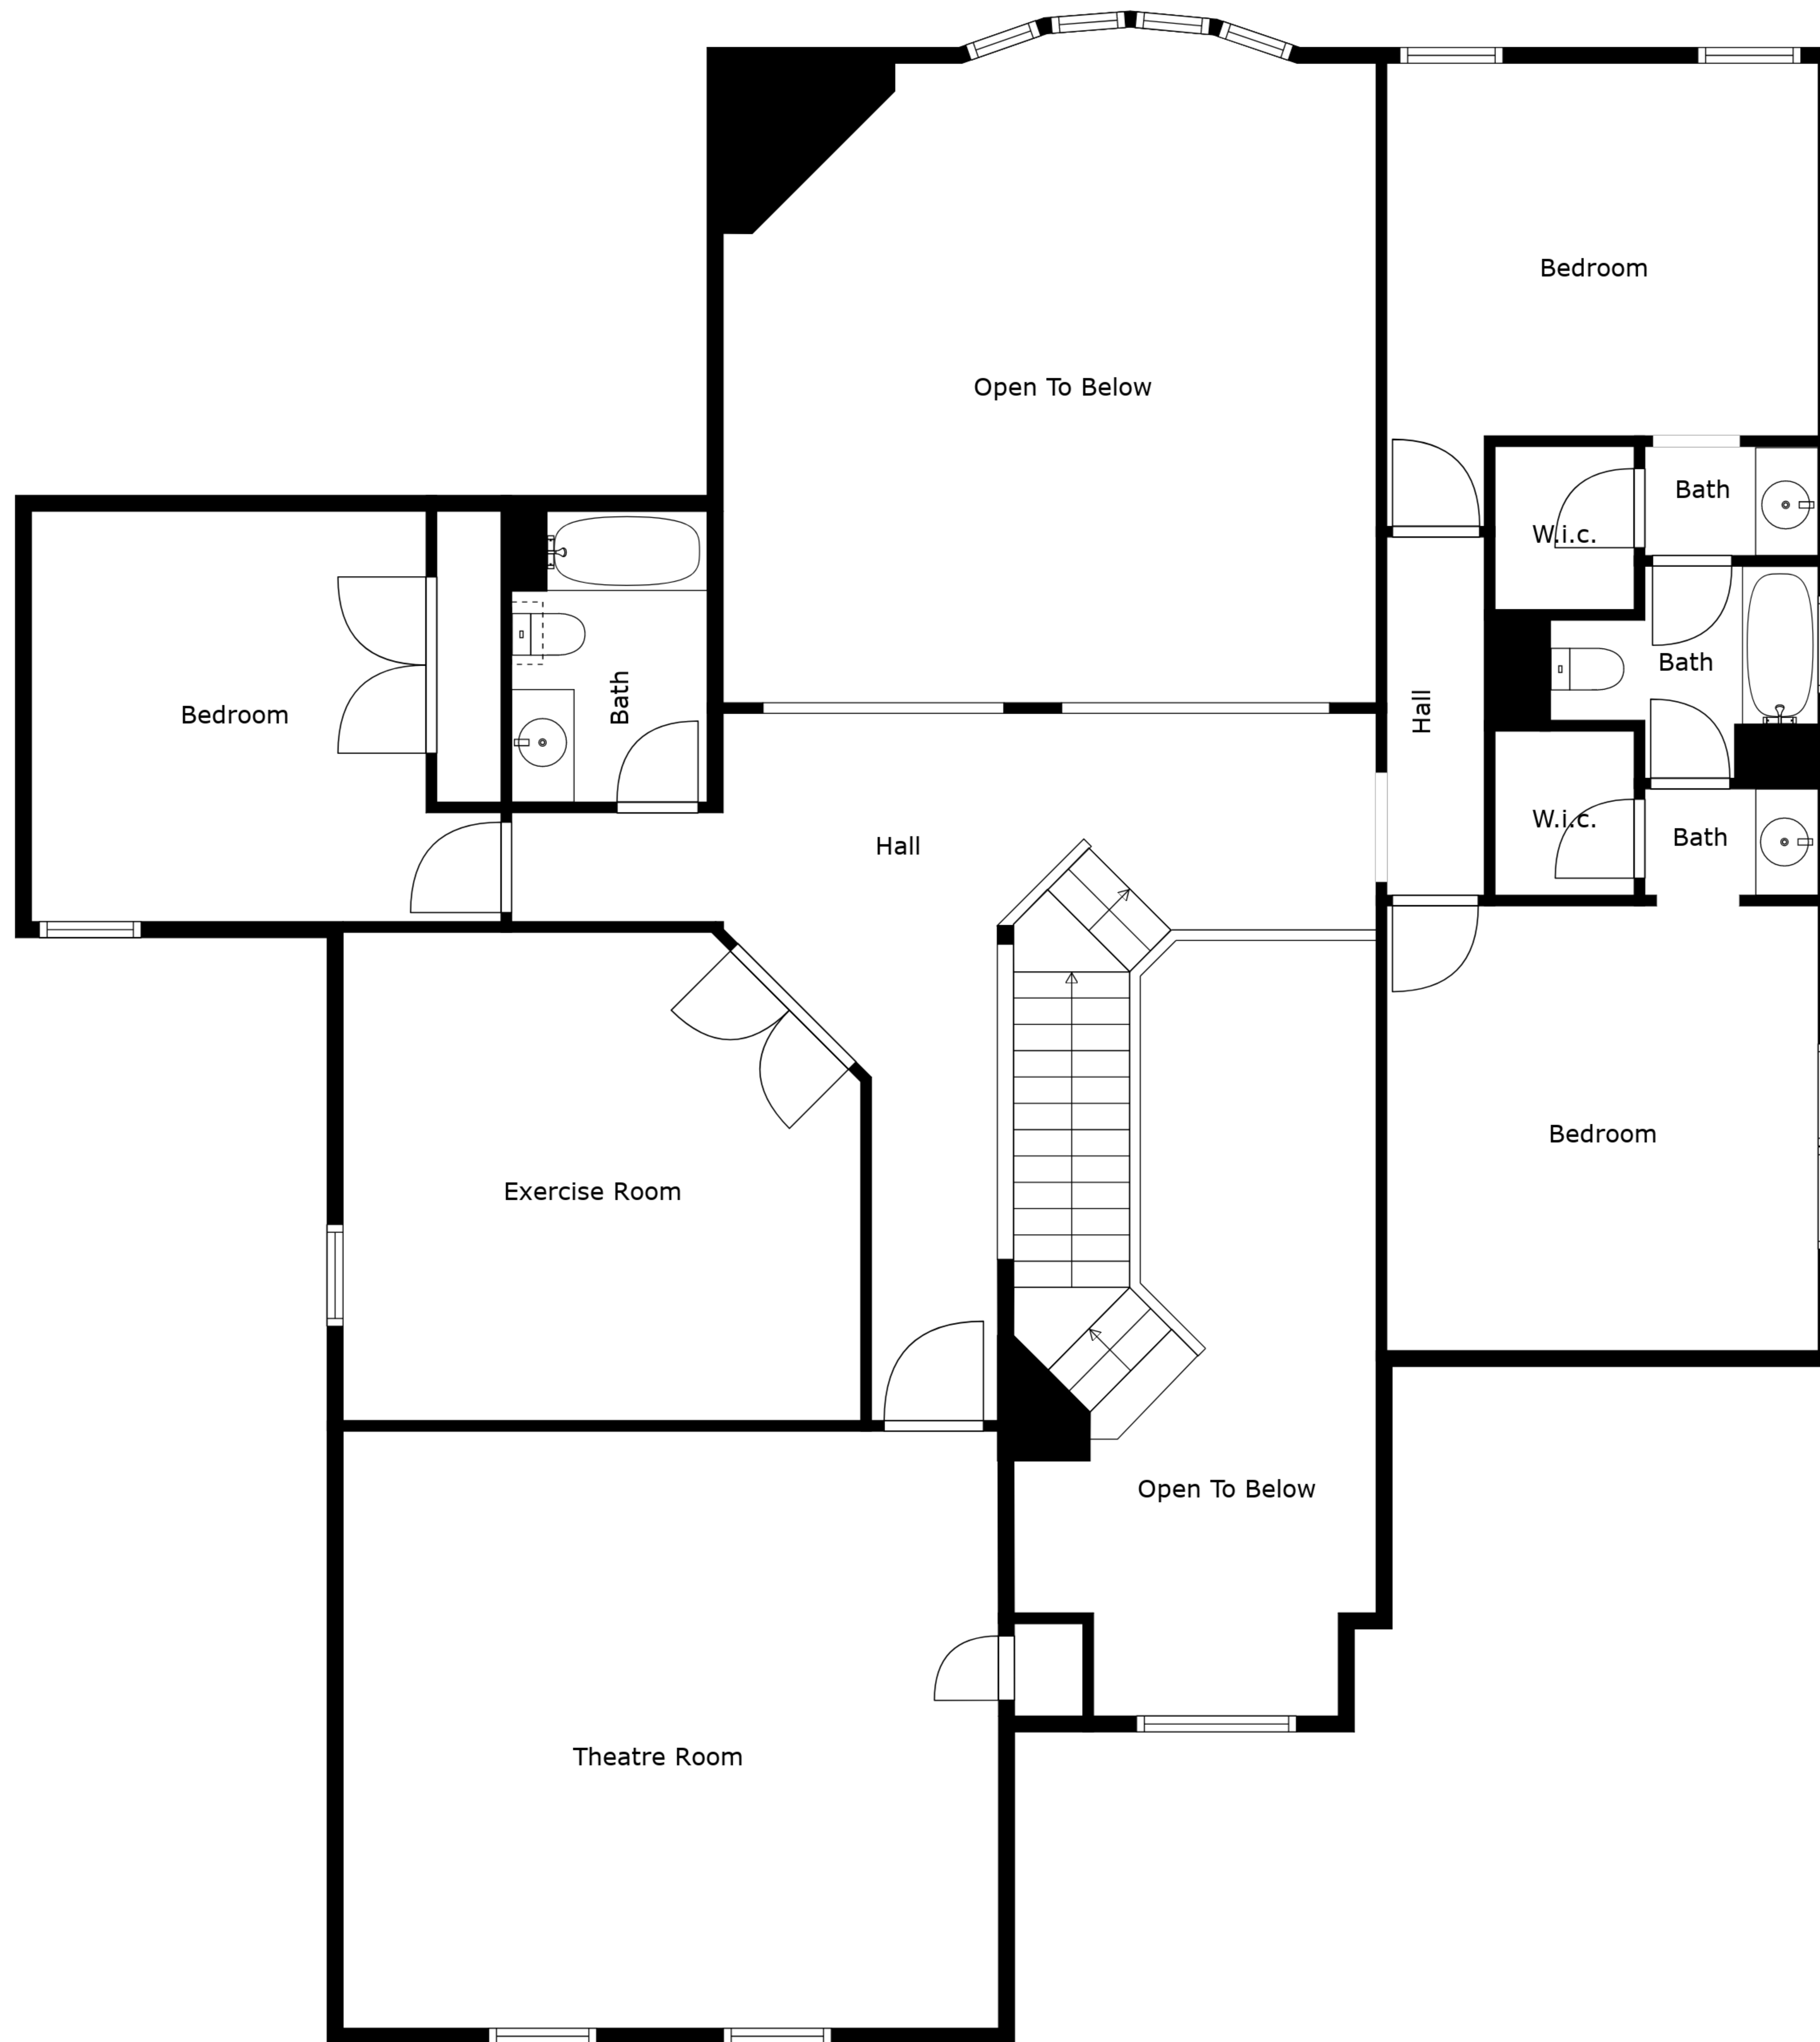 Bedroom
Open To Below
Bath
W.i.c.
Bath
Bedroom
Bath
Hall
W.i.c.
Bath
Hall
Bedroom
Exercise Room
Open To Below
Theatre Room